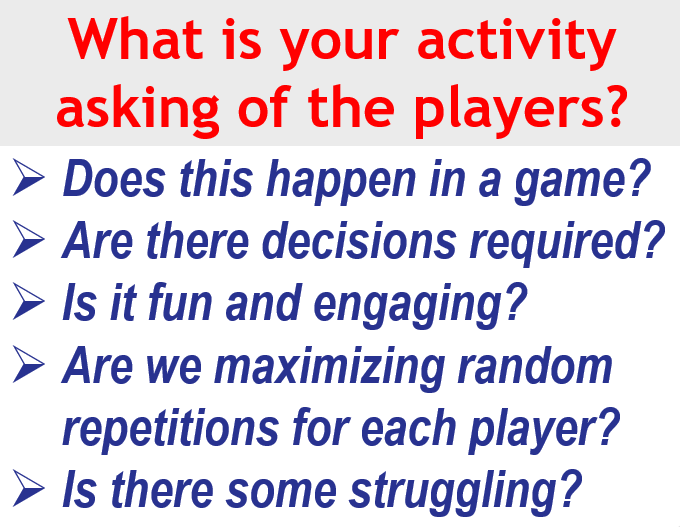 What is your activity
asking of the players?
➢ Does this happen in a game?
➢ Are there decisions required?
➢ Is it fun and engaging?
➢ Are we maximizing random
repetitions for each player?
➢ Is there some struggling?